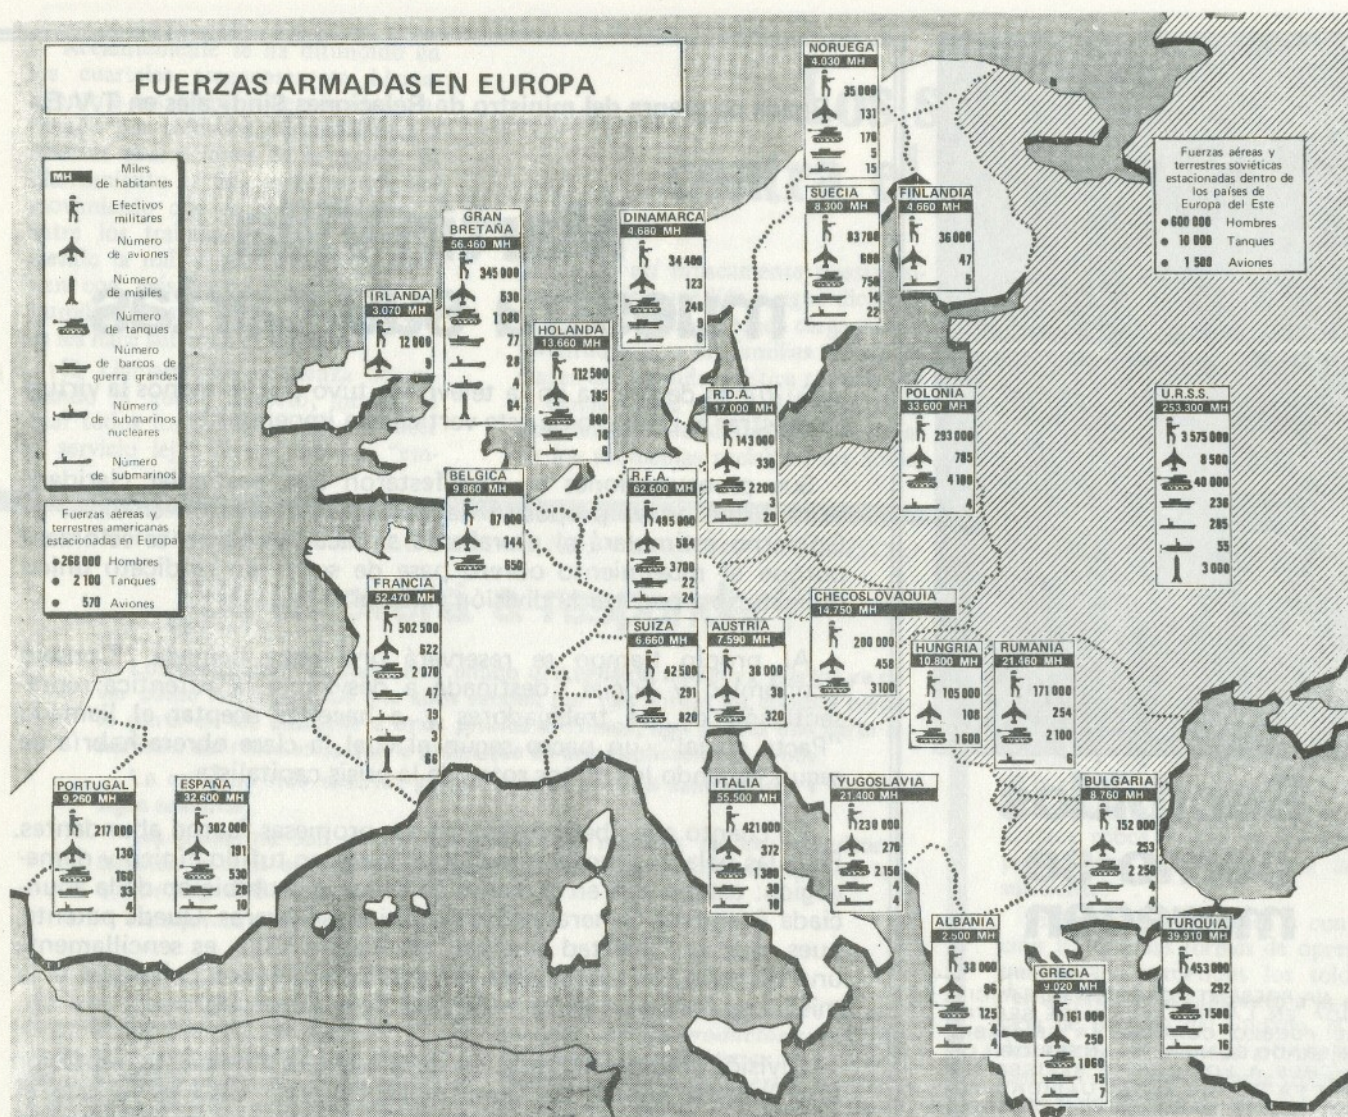 FUERZAS ARMADAS EN EUROPA
MH
Miles
de habitantes
Efectivos
militares
Número
de aviones
Número
de misiles
Número
de tanques
Número
de barcos de
guerra grandes
Número
de submarinos
nucleares
Número
de submarinos
Fuerzas aéreas y
terrestres americanas
estacionadas en Europa
268000 Hombres
2 100 Tanques
570 Aviones
Fuerzas aéreas y
terrestres soviéticas
estacionadas dentro de
los países de
Europa del Este
600 000 Hombres
10 000 Tanques
1 500 Aviones
NORUEGA
4.030 MH
35 000
131
170
5
15
SUECIA
8.300 MH
750
14
22
FINLANDIA
4.660 MH
36 000
47
5
GRAN
BRETAÑA
56.460 MH
345 000
530
1 080
77
28
4
64
DINAMARCA
4.680 MH
34 400
123
248
9
6
IRLANDA
3.070 MH
12 000
9
HOLANDA
13.660 MH
112 500
185
800
18
6
R.D.A.
17.000 MH
143 000
330
2 200
3
20
POLONIA
33.600 MH
293 000
785
4 100
4
U.R.S.S.
253.300 MH
3 575 000
8 500
40 000
236
285
55
3 000
BELGICA
9.860 MH
87 000
144
650
R.F.A.
62.600 MH
495 000
584
3 700
22
24
FRANCIA
52.470 MH
502 500
622
2 070
47
19
SUIZA
6.660 MH
42 500
291
820
AUSTRIA
7.590 MH
38 000
30
320
CHECOSLOVAQUIA
14.750 MH
200 000
458
3 100
HUNGRIA
10.800 MH
105 000
108
1 600
RUMANIA
21.460 MH
171 000
254
2 100
6
PORTUGAL
9.260 MH
217 000
130
160
33
4
ESPAÑA
32.600 MH
302 000
191
530
28
10
ITALIA
55.500 MH
421 000
372
1 380
30
10
YUGOSLAVIA
21.400 MH
230 000
270
2 150
1
5
BULGARIA
8.760 MH
152 000
253
2 250
4
4
ALBANIA
2.500 MH
38 000
96
125
4
4
GRECIA
9.020 MH
161 000
250
1060
15
7
TURQUIA
39.910 MH
453 000
292
1 500
18
16